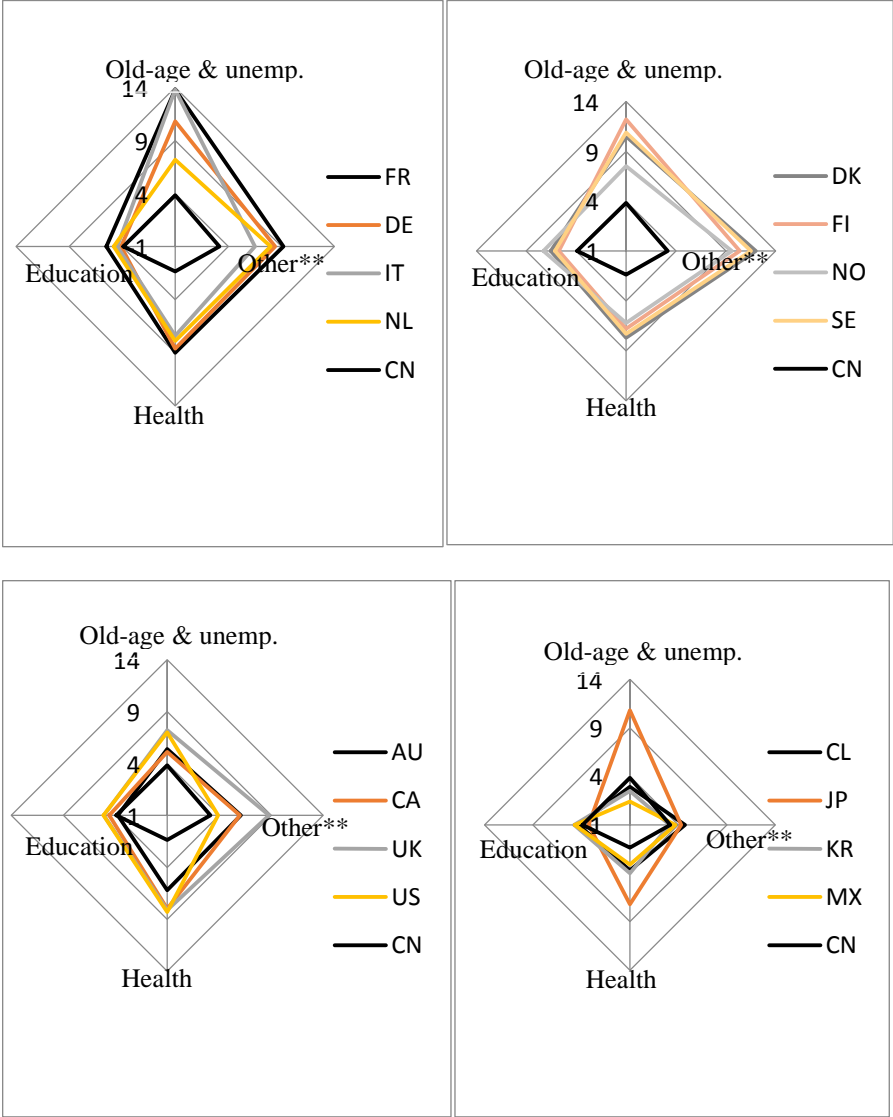 Old-age & unemp.
14
9
4
1
Education
Other**
Health
FR
DE
IT
NL
CN
Old-age & unemp.
14
9
4
1
Education
Other**
Health
DK
FI
NO
SE
CN
Old-age & unemp.
14
9
4
1
Education
Other**
Health
AU
CA
UK
US
CN
Old-age & unemp.
14
9
4
1
Education
Other**
Health
CL
JP
KR
MX
CN